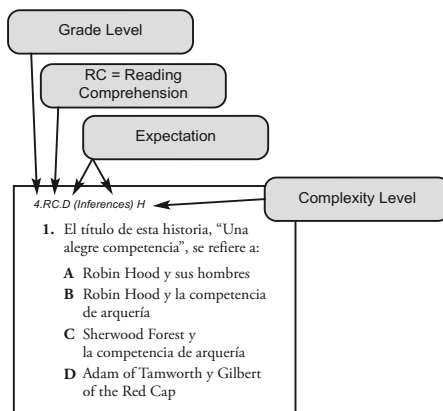 Grade Level
RC = Reading
Comprehension
Expectation
Complexity Level
4.RC.D (Inferences) H
1. El título de esta historia, “Una
alegre competencia”, se refiere a:
A Robin Hood y sus hombres
B Robin Hood y la competencia
de arquería
C Sherwood Forest y
la competencia de arquería
D Adam of Tamworth y Gilbert
of the Red Cap